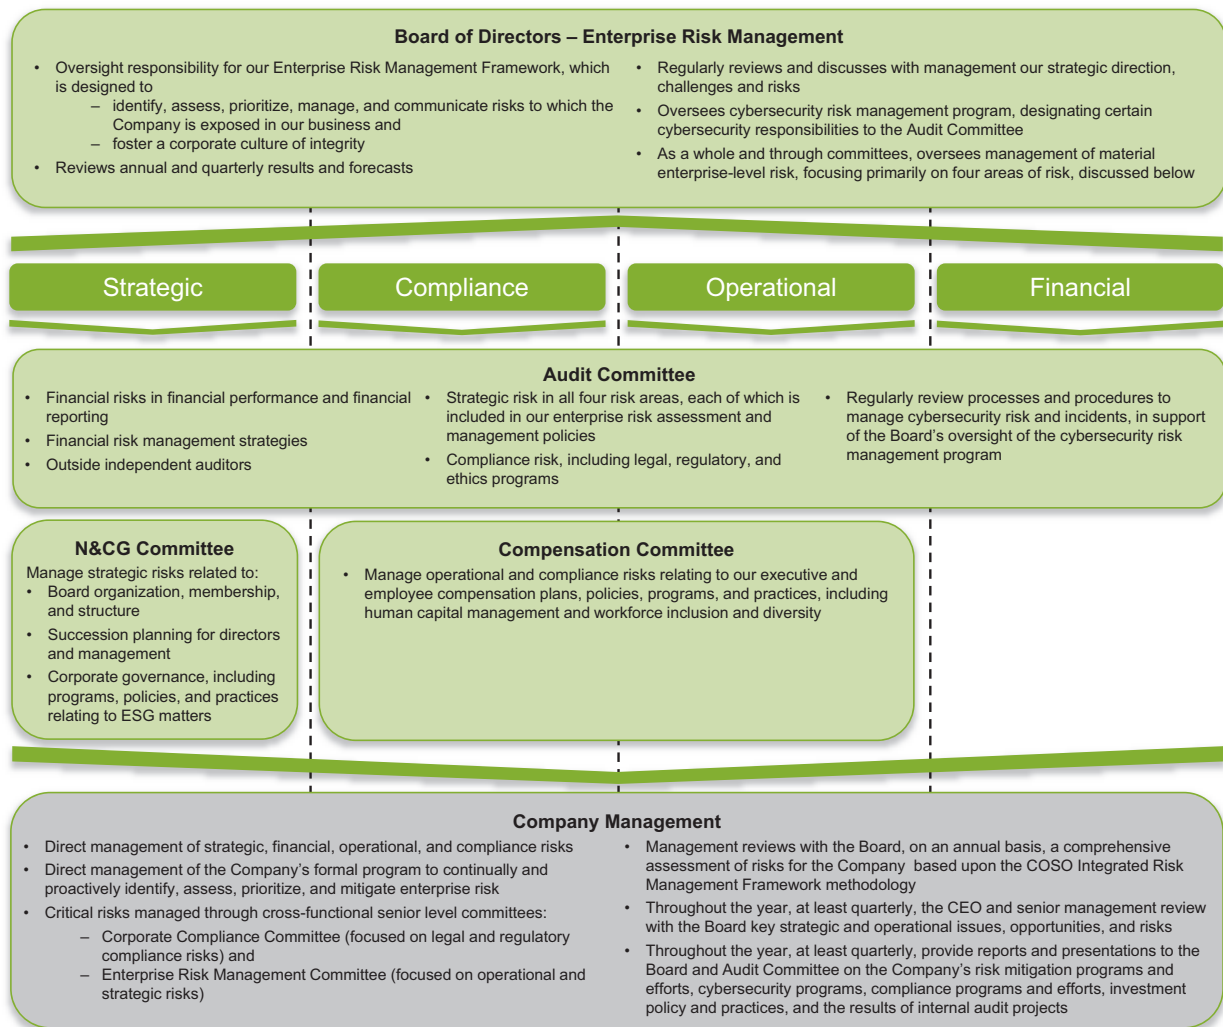 Board of Directors – Enterprise Risk Management
• Oversight responsibility for our Enterprise Risk Management Framework, which
is designed to
– identify, assess, prioritize, manage, and communicate risks to which the
Company is exposed in our business and
– foster a corporate culture of integrity
• Reviews annual and quarterly results and forecasts
• Regularly reviews and discusses with management our strategic direction,
challenges and risks
• Oversees cybersecurity risk management program, designating certain
cybersecurity responsibilities to the Audit Committee
• As a whole and through committees, oversees management of material
enterprise-level risk, focusing primarily on four areas of risk, discussed below
Strategic
Compliance
Operational
Financial
Audit Committee
• Financial risks in financial performance and financial
reporting
• Financial risk management strategies
• Outside independent auditors
• Strategic risk in all four risk areas, each of which is
included in our enterprise risk assessment and
management policies
• Compliance risk, including legal, regulatory, and
ethics programs
• Regularly review processes and procedures to
manage cybersecurity risk and incidents, in support
of the Board’s oversight of the cybersecurity risk
management program
N&CG Committee
Manage strategic risks related to:
• Board organization, membership,
and structure
• Succession planning for directors
and management
• Corporate governance, including
programs, policies, and practices
relating to ESG matters
Compensation Committee
• Manage operational and compliance risks relating to our executive and
employee compensation plans, policies, programs, and practices, including
human capital management and workforce inclusion and diversity
Company Management
• Direct management of strategic, financial, operational, and compliance risks
• Direct management of the Company’s formal program to continually and
proactively identify, assess, prioritize, and mitigate enterprise risk
• Critical risks managed through cross-functional senior level committees:
– Corporate Compliance Committee (focused on legal and regulatory
compliance risks) and
– Enterprise Risk Management Committee (focused on operational and
strategic risks)
• Management reviews with the Board, on an annual basis, a comprehensive
assessment of risks for the Company based upon the COSO Integrated Risk
Management Framework methodology
• Throughout the year, at least quarterly, the CEO and senior management review
with the Board key strategic and operational issues, opportunities, and risks
• Throughout the year, at least quarterly, provide reports and presentations to the
Board and Audit Committee on the Company’s risk mitigation programs and
efforts, cybersecurity programs, compliance programs and efforts, investment
policy and practices, and the results of internal audit projects